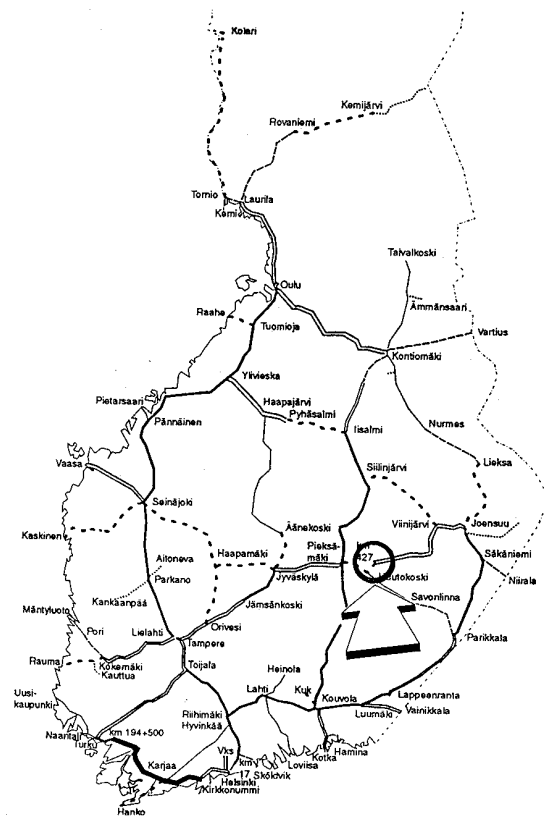 Kolari
Kemijärvi
Rovaniemi
Tornio
Laurila
Kemi
Taivalkoski
Oulu
Ämmänsaari
Raahe
Tuomioja
Vartius
Kontiomäki
Ylivieska
Haapajärvi
Pietarsaari
Pyhäsalmi
Pännäinen
Iisalmi
Nurmes
Vaasa
Siilinjärvi
Lieksa
Seinäjoki
Kaskinen
Äänekoski
Viinijärvi
Joensuu
Aitoneva
Haapamäki
Pieksä-
mäki
km
427
Säkäniemi
Parkano
Jyväskylä
Huutokoski
Niirala
Kankaanpää
Savonlinna
Mäntyluoto
Jämsänkoski
Pori
Lielahti
Orivesi
Parikkala
Tampere
Rauma
Kokemäki
Kauttua
Toijala
Heinola
Uusi-
kaupunki
Lahti
Kuk
Kouvola
Lappeenranta
Riihimäki
Luumäki
Vainikkala
Naantali
km 194+500
Hyvinkää
Turku
Vks
Loviisa
Kotka
Hamina
Karjaa
km
17
Sköldvik
Helsinki
Kirkkonummi
Hanko